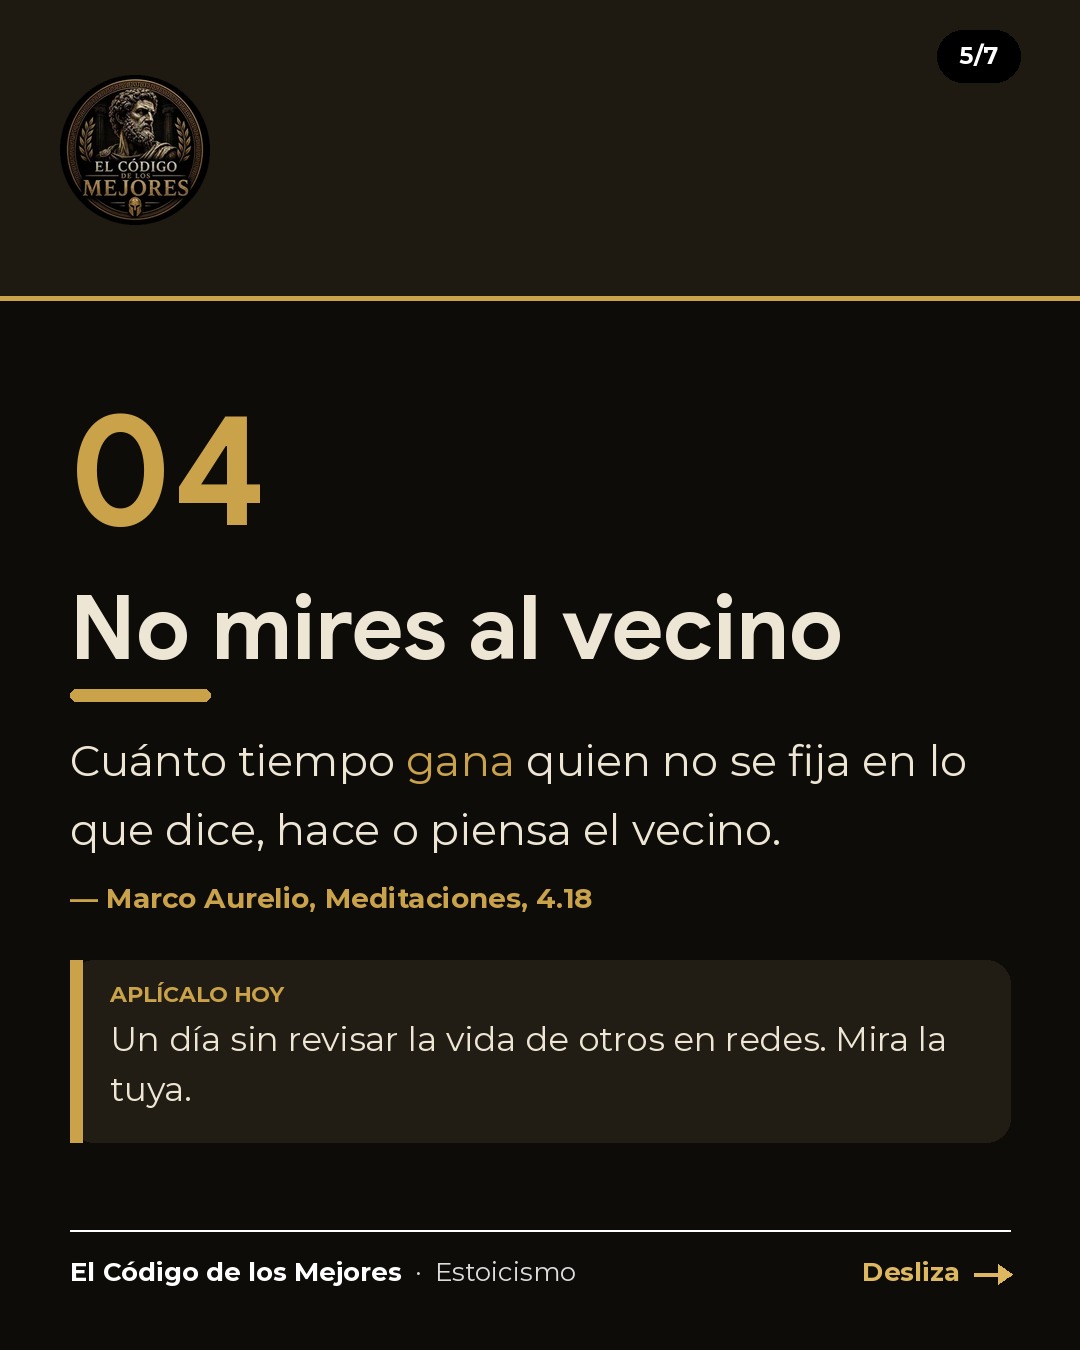 5/7
EL CÓDIGO
DE LOS
MEJORES
04
No mires al vecino
Cuánto tiempo gana quien no se fija en lo
que dice, hace o piensa el vecino.
— Marco Aurelio, Meditaciones, 4.18
APLÍCALO HOY
Un día sin revisar la vida de otros en redes. Mira la
tuya.
El Código de los Mejores · Estoicismo
Desliza →